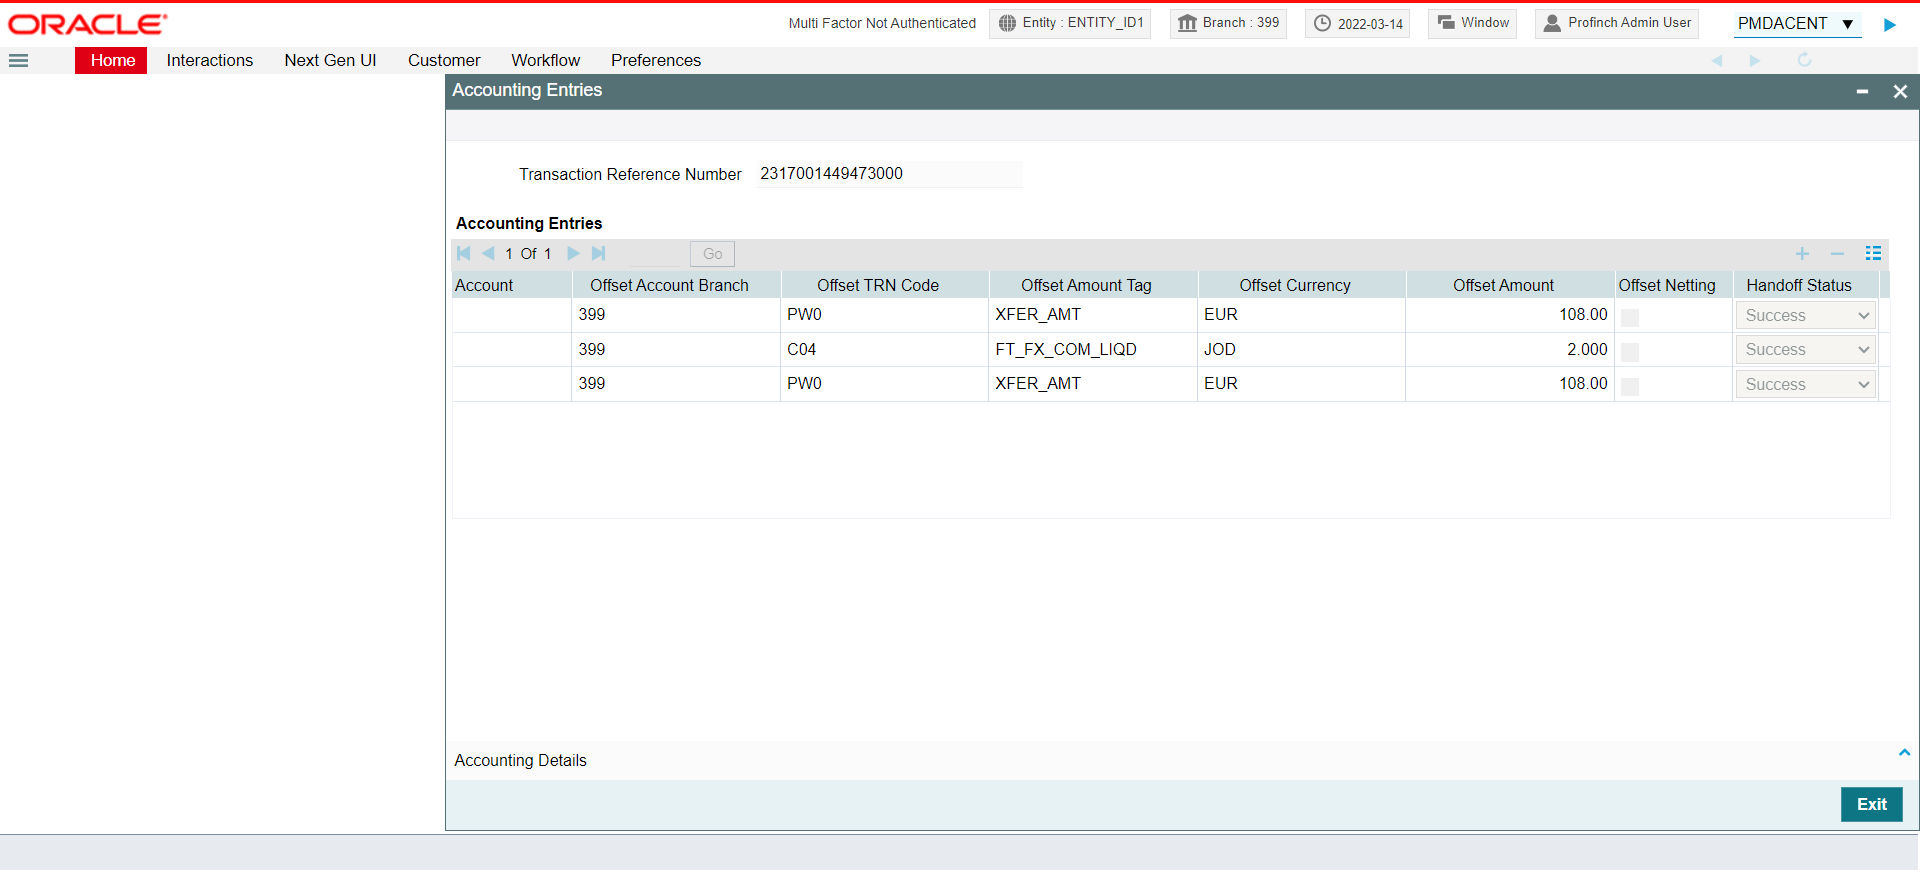 ORACLE
Multi Factor Not Authenticated Entity : ENTITY_ID1 Branch : 399 2022-03-14 Window Profinch Admin User PMDACENT
Home Interactions Next Gen UI Customer Workflow Preferences
Accounting Entries
Transaction Reference Number 2317001449473000
Accounting Entries
1 Of 1 Go
Account Offset Account Branch Offset TRN Code Offset Amount Tag Offset Currency Offset Amount Offset Netting Handoff Status
399 PW0 XFER_AMT EUR 108.00 Success
399 C04 FT_FX_COM_LIQD JOD 2.000 Success
399 PW0 XFER_AMT EUR 108.00 Success
Accounting Details
Exit